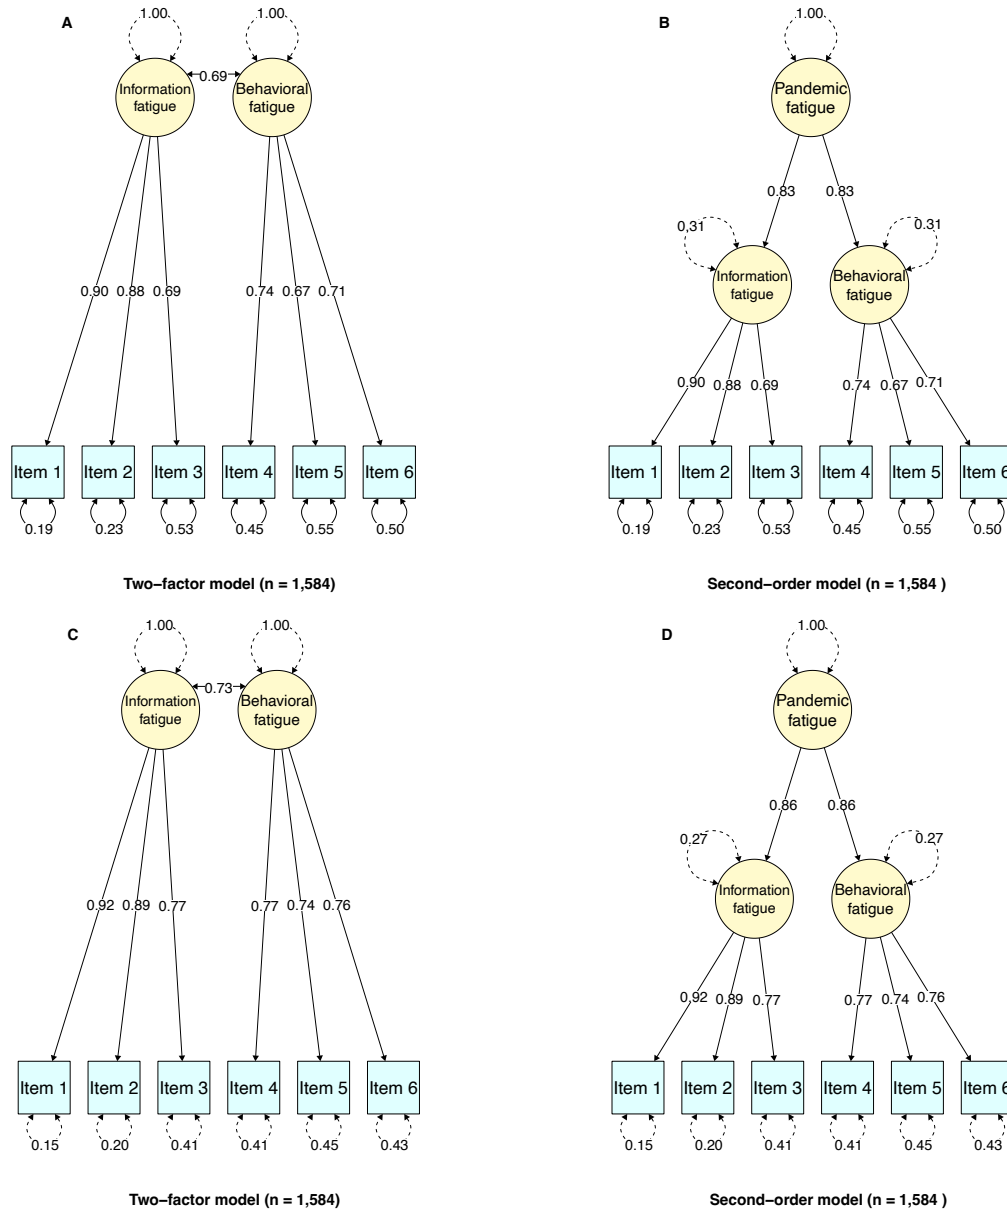 A
1.00
1.00
Information
fatigue
0.69
Behavioral
fatigue
0.90
0.88
0.69
0.74
0.67
0.71
Item 1
Item 2
Item 3
Item 4
Item 5
Item 6
0.19
0.23
0.53
0.45
0.55
0.50
Two−factor model (n = 1,584)
B
1.00
Pandemic
fatigue
0.83
0.83
0.31
0.31
Information
fatigue
Behavioral
fatigue
0.90
0.88
0.69
0.74
0.67
0.71
Item 1
Item 2
Item 3
Item 4
Item 5
Item 6
0.19
0.23
0.53
0.45
0.55
0.50
Second−order model (n = 1,584 )
C
1.00
1.00
Information
fatigue
0.73
Behavioral
fatigue
0.92
0.89
0.77
0.77
0.74
0.76
Item 1
Item 2
Item 3
Item 4
Item 5
Item 6
0.15
0.20
0.41
0.41
0.45
0.43
Two−factor model (n = 1,584)
D
1.00
Pandemic
fatigue
0.86
0.86
0.27
0.27
Information
fatigue
Behavioral
fatigue
0.92
0.89
0.77
0.77
0.74
0.76
Item 1
Item 2
Item 3
Item 4
Item 5
Item 6
0.15
0.20
0.41
0.41
0.45
0.43
Second−order model (n = 1,584 )